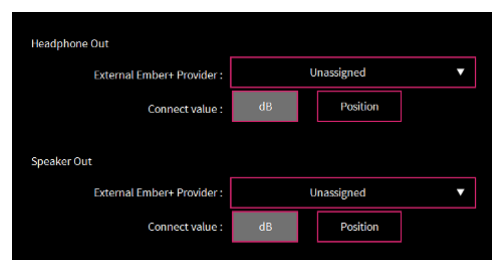 Headphone Out
External Ember+ Provider : Unassigned ▼
Connect value : dB Position
Speaker Out
External Ember+ Provider : Unassigned ▼
Connect value : dB Position